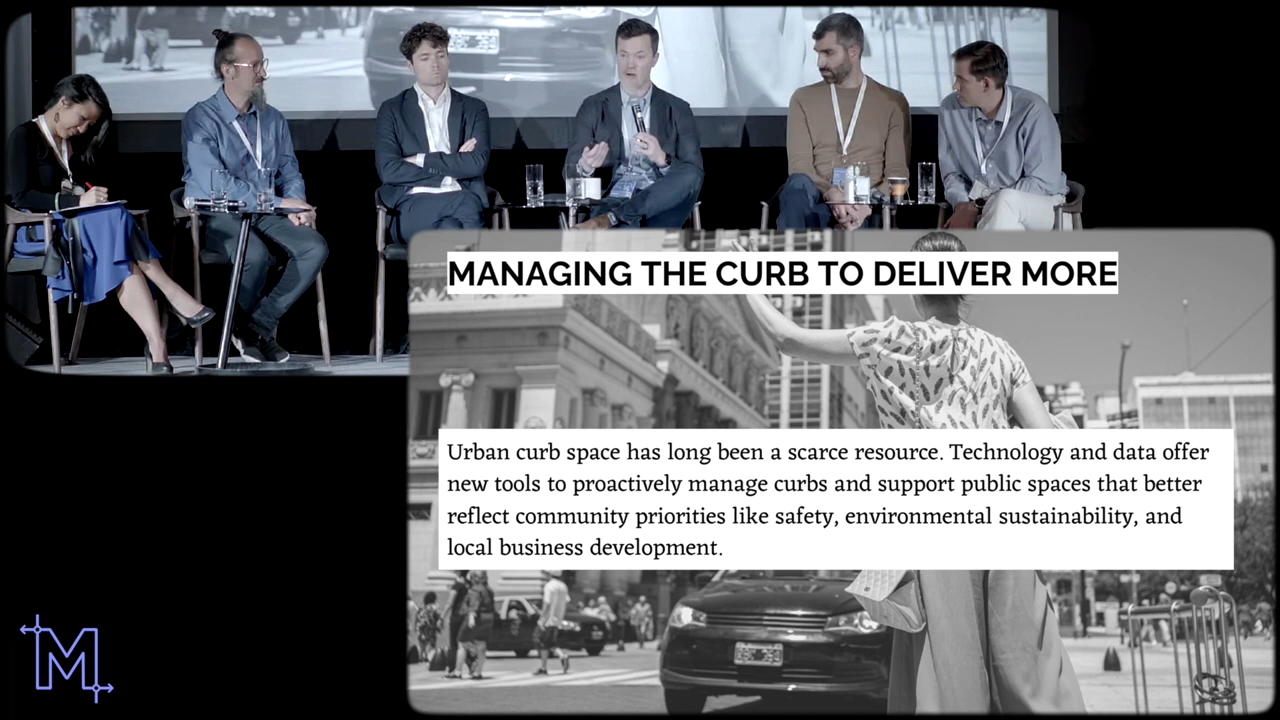 MANAGING THE CURB TO DELIVER MORE
Urban curb space has long been a scarce resource. Technology and data offer
new tools to proactively manage curbs and support public spaces that better
reflect community priorities like safety, environmental sustainability, and
local business development.
M